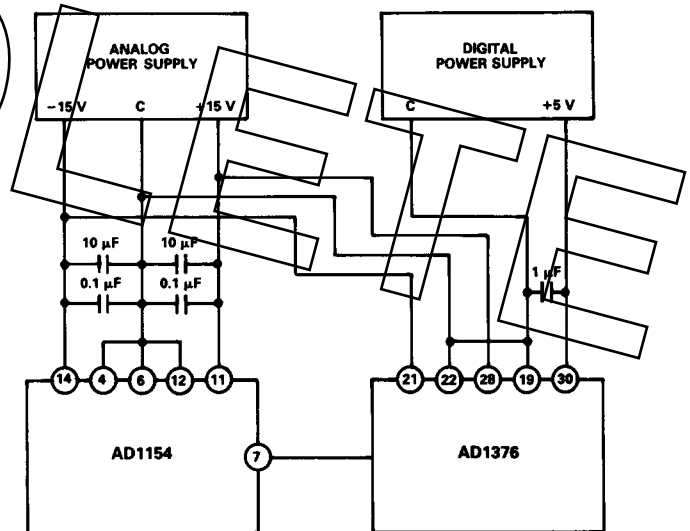 ANALOG
POWER SUPPLY
-15 V C +15 V
DIGITAL
POWER SUPPLY
C +5 V
10 µF 10 µF
0.1 µF 0.1 µF
1 µF
14 4 6 12 11
21 22 28 19 30
AD1154
7
AD1376
OBSOLETE